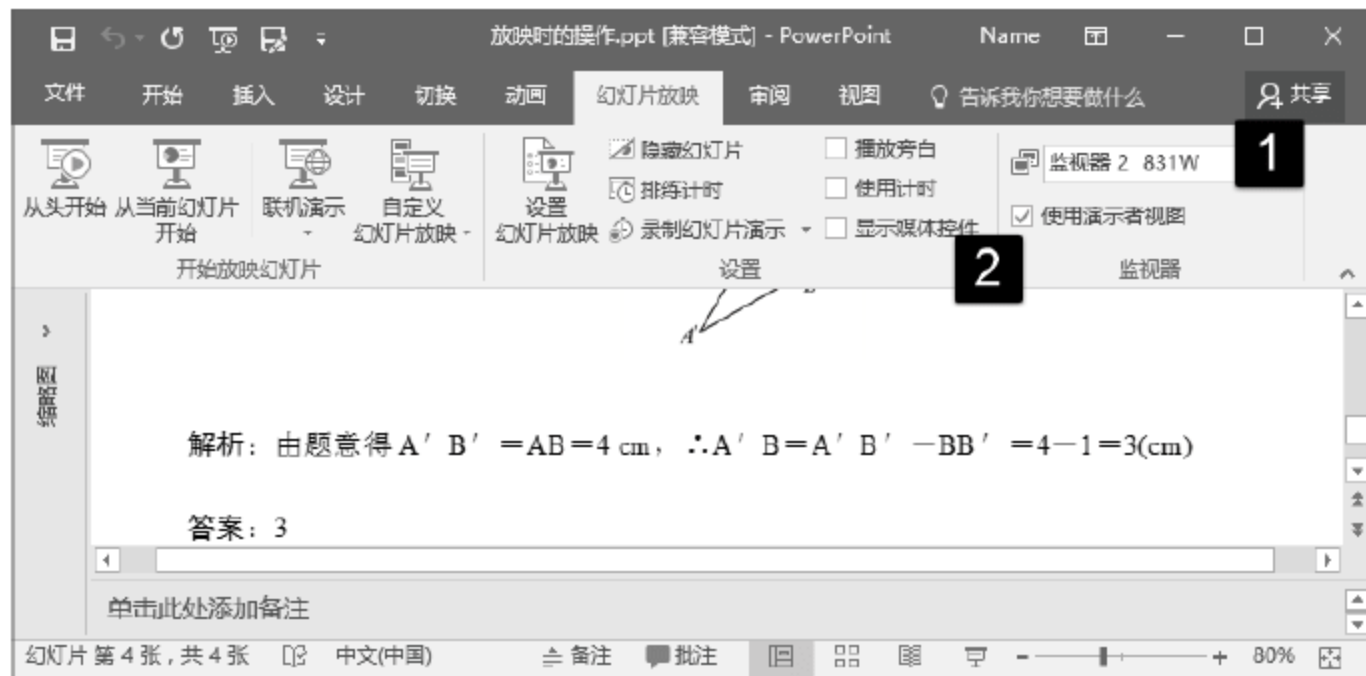 放映时的操作.ppt [兼容模式] - PowerPoint Name
文件 开始 插入 设计 切换 动画 幻灯片放映 审阅 视图 告诉我你想要做什么 共享
从头开始 从当前幻灯片开始 联机演示 自定义幻灯片放映 设置幻灯片放映
隐藏幻灯片 播放旁白
排练计时 使用计时
录制幻灯片演示 显示媒体控件
监视器 2 831W 1
使用演示者视图
2
开始放映幻灯片 设置 监视器
A′
缩略图
解析：由题意得 A′ B′ ＝AB＝4 cm，∴A′ B＝A′ B′ －BB′ ＝4－1＝3(cm)
答案：3
单击此处添加备注
幻灯片 第 4 张，共 4 张 中文(中国) 备注 批注 80%